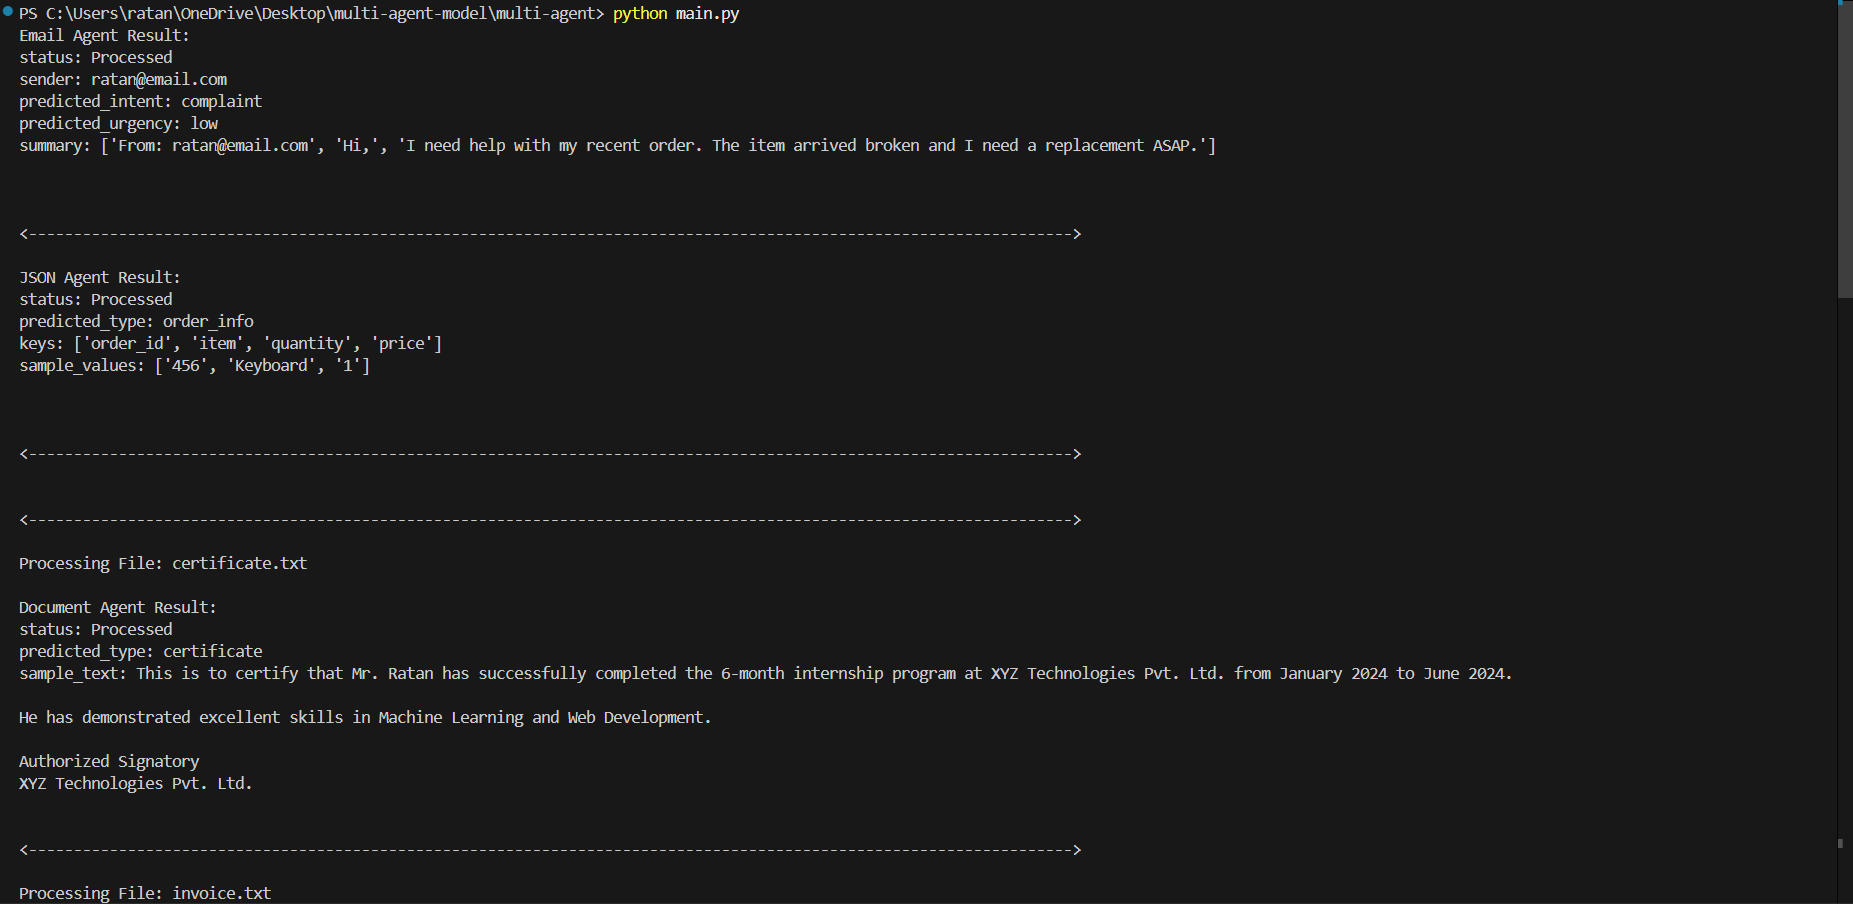 PS C:\Users\ratan\OneDrive\Desktop\multi-agent-model\multi-agent> python main.py
Email Agent Result:
status: Processed
sender: ratan@email.com
predicted_intent: complaint
predicted_urgency: low
summary: ['From: ratan@email.com', 'Hi,', 'I need help with my recent order. The item arrived broken and I need a replacement ASAP.']
<-------------------------------------------------------------------------------------------------------------------->
JSON Agent Result:
status: Processed
predicted_type: order_info
keys: ['order_id', 'item', 'quantity', 'price']
sample_values: ['456', 'Keyboard', '1']
<-------------------------------------------------------------------------------------------------------------------->
<-------------------------------------------------------------------------------------------------------------------->
Processing File: certificate.txt
Document Agent Result:
status: Processed
predicted_type: certificate
sample_text: This is to certify that Mr. Ratan has successfully completed the 6-month internship program at XYZ Technologies Pvt. Ltd. from January 2024 to June 2024.
He has demonstrated excellent skills in Machine Learning and Web Development.
Authorized Signatory
XYZ Technologies Pvt. Ltd.
<-------------------------------------------------------------------------------------------------------------------->
Processing File: invoice.txt